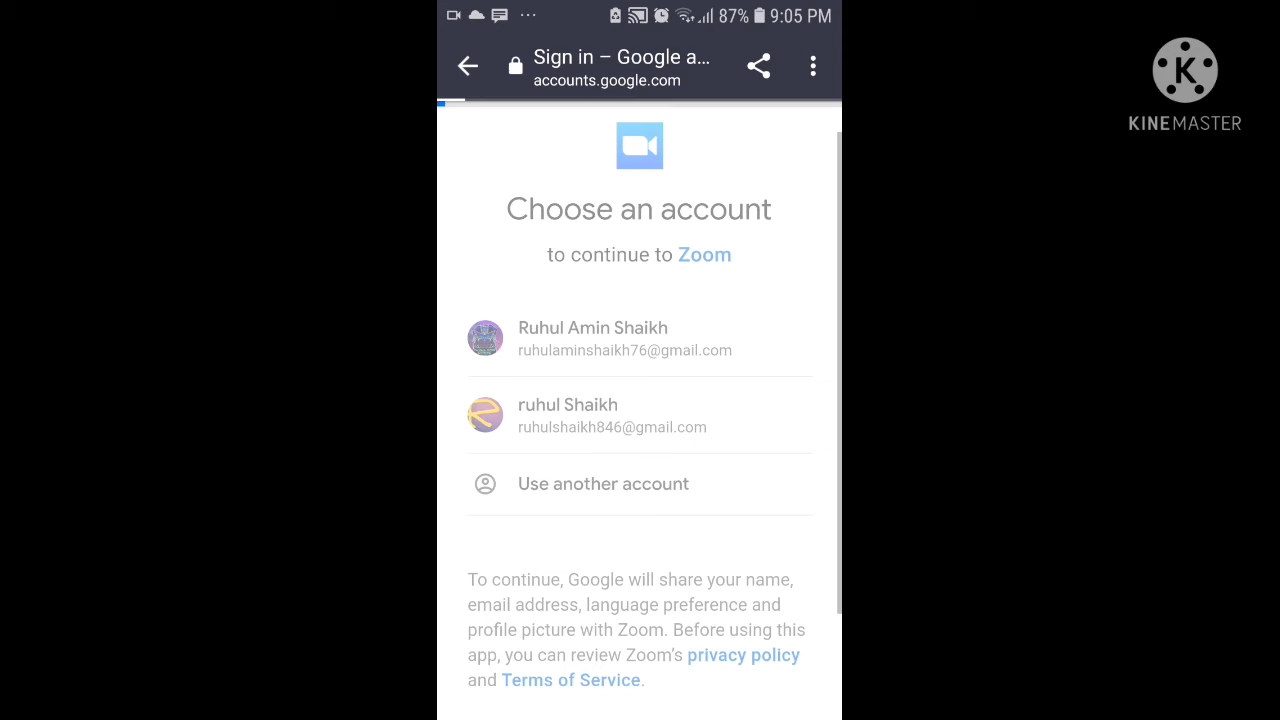 87% 9:05 PM
Sign in – Google a...
accounts.google.com
KINEMASTER
Choose an account
to continue to Zoom
Ruhul Amin Shaikh
ruhulaminshaikh76@gmail.com
ruhul Shaikh
ruhulshaikh846@gmail.com
Use another account
To continue, Google will share your name,
email address, language preference and
profile picture with Zoom. Before using this
app, you can review Zoom's privacy policy
and Terms of Service.